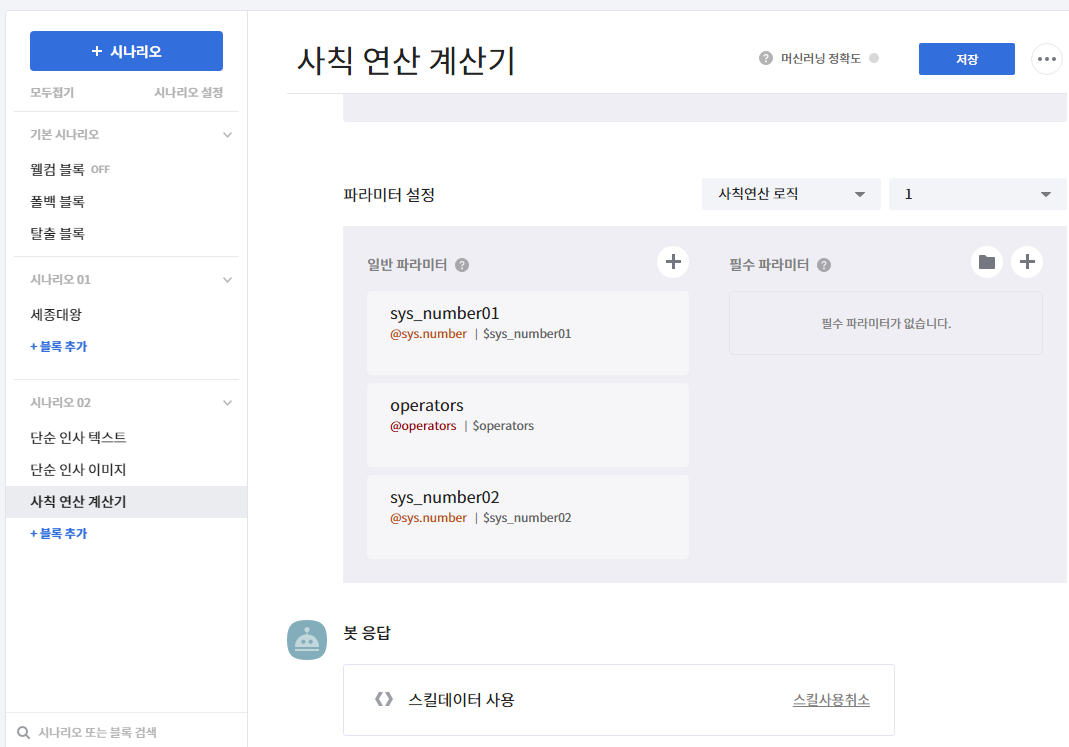 + 시나리오
모두접기 시나리오 설정
기본 시나리오
웰컴 블록 OFF
폴백 블록
탈출 블록
시나리오 01
세종대왕
+ 블록 추가
시나리오 02
단순 인사 텍스트
단순 인사 이미지
사칙 연산 계산기
+ 블록 추가
시나리오 또는 블록 검색
사칙 연산 계산기
? 머신러닝 정확도
저장
파라미터 설정
사칙연산 로직
1
일반 파라미터 ?
sys_number01
@sys.number | $sys_number01
operators
@operators | $operators
sys_number02
@sys.number | $sys_number02
필수 파라미터 ?
필수 파라미터가 없습니다.
봇 응답
스킬데이터 사용
스킬사용취소